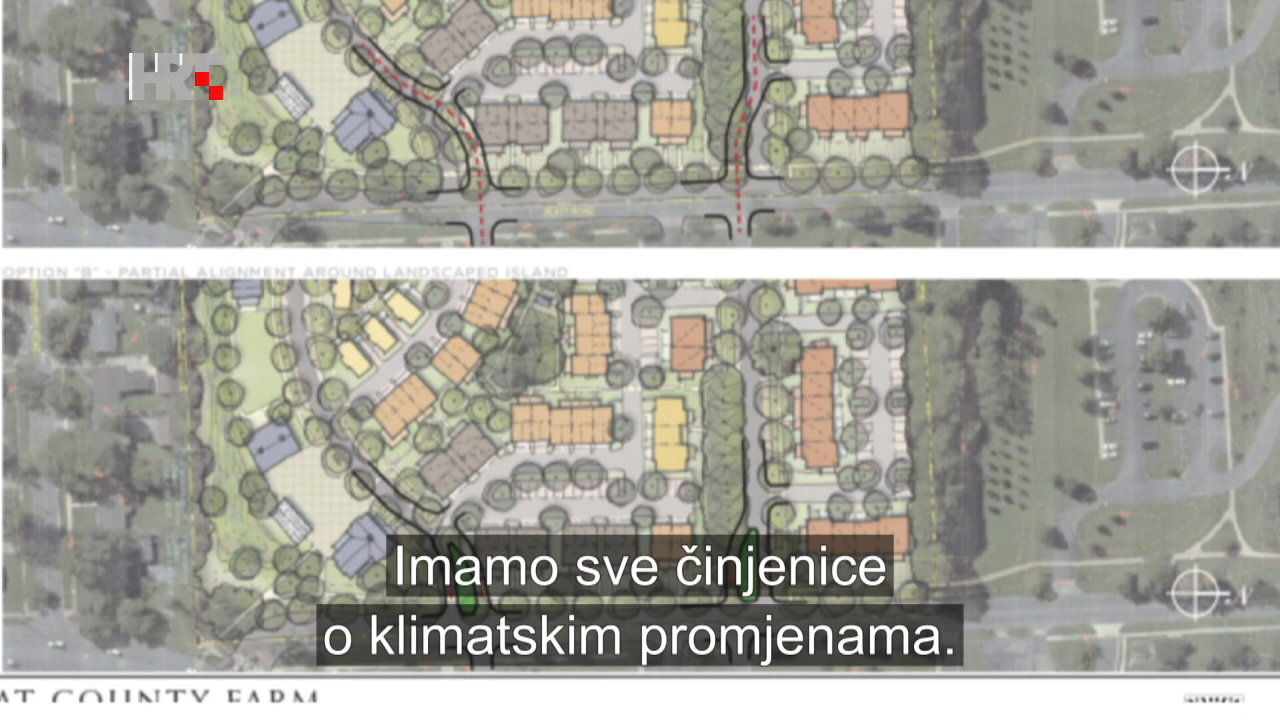 HRT
OPTION "B" - PARTIAL ALIGNMENT AROUND LANDSCAPED ISLAND
Imamo sve činjenice
o klimatskim promjenama.
AT COUNTY FARM